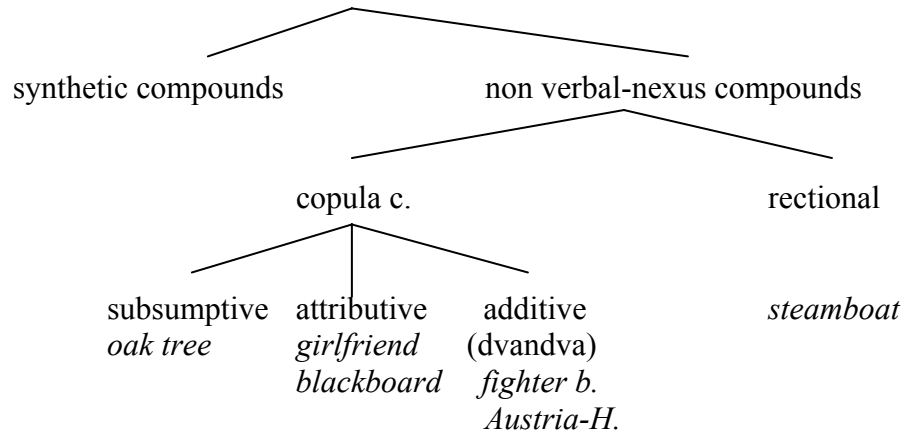 synthetic compounds non verbal-nexus compounds
copula c. rectional
subsumptive attributive additive steamboat
oak tree girlfriend (dvandva)
blackboard fighter b.
Austria-H.